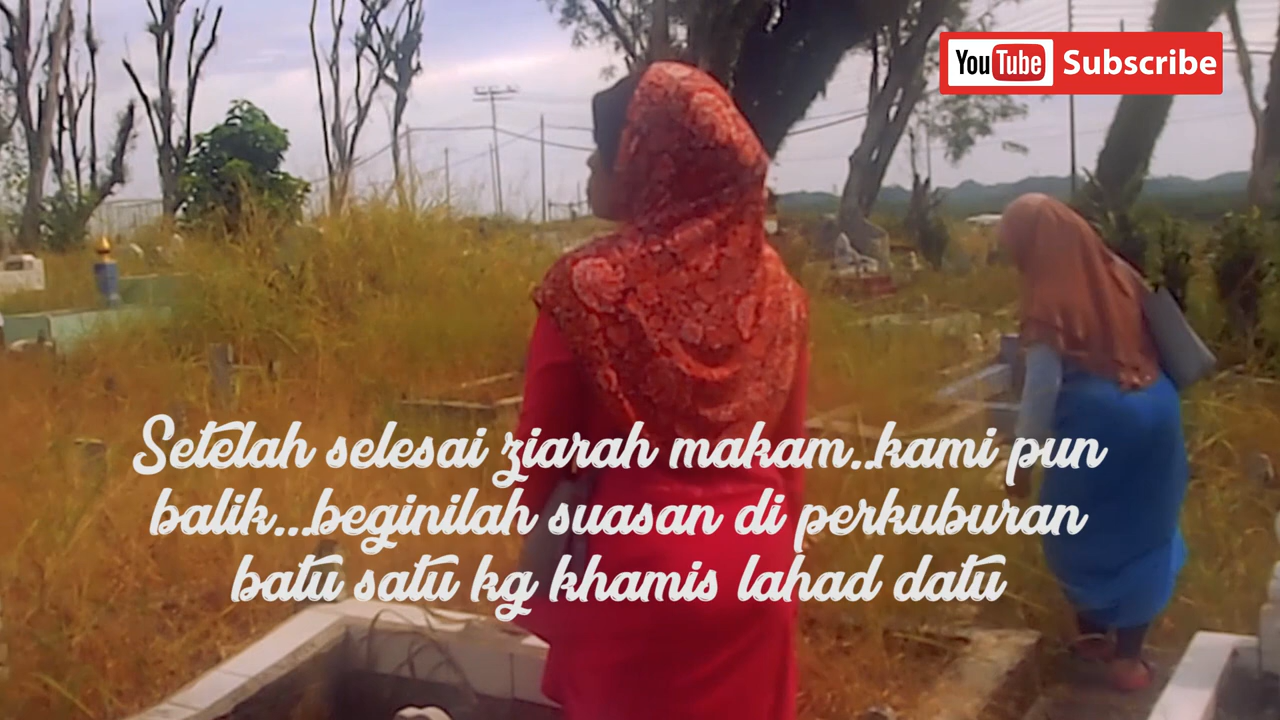 YouTube Subscribe
Setelah selesai ziarah makam..kami pun
balik...beginilah suasan di perkuburan
batu satu kg khamis lahad datu